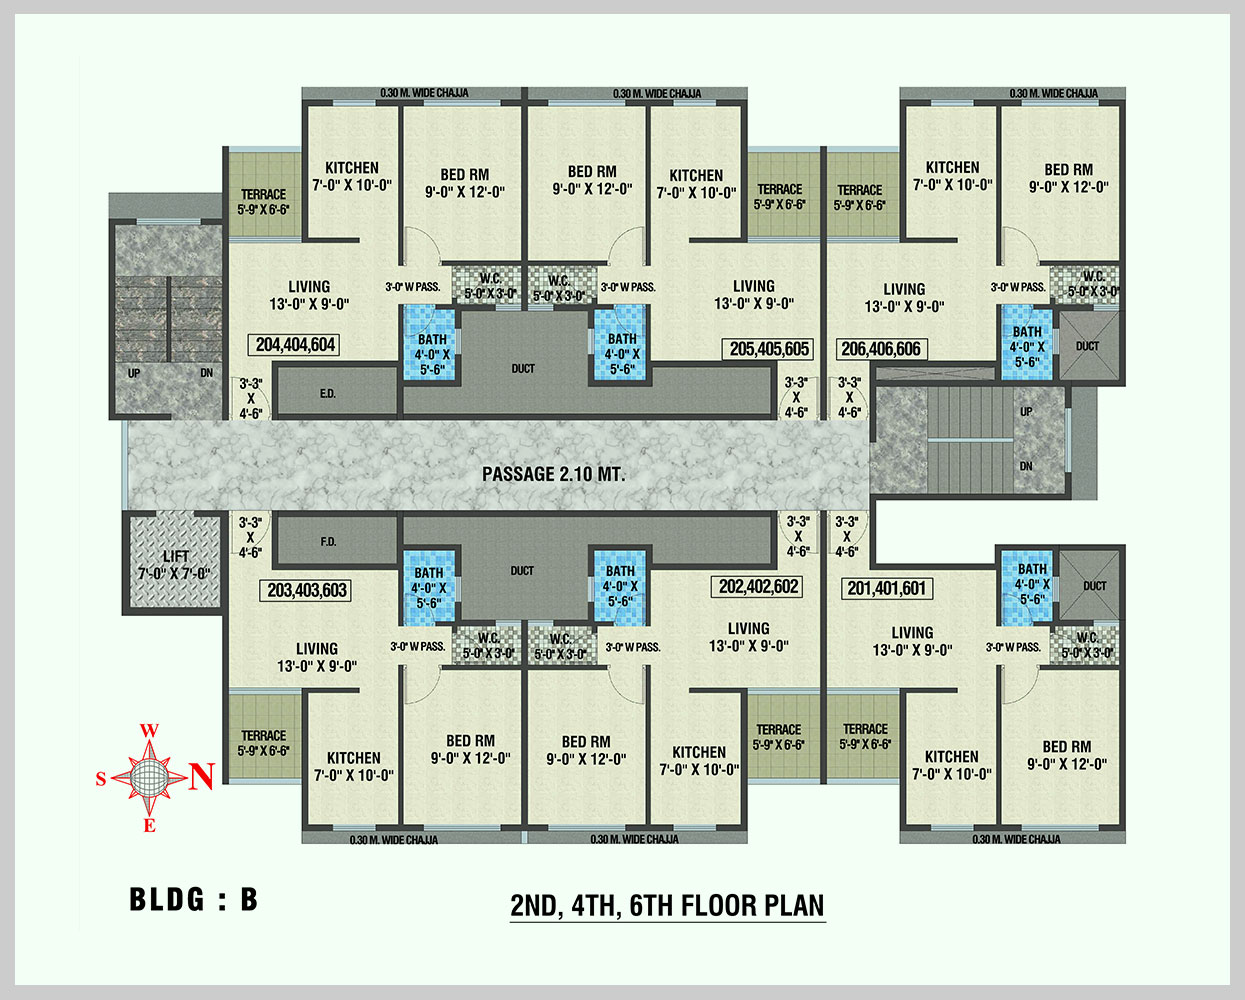 0.30 M. WIDE CHAJJA
0.30 M. WIDE CHAJJA
0.30 M. WIDE CHAJJA
KITCHEN
7'-0" X 10'-0"
BED RM
9'-0" X 12'-0"
BED RM
9'-0" X 12'-0"
KITCHEN
7'-0" X 10'-0"
KITCHEN
7'-0" X 10'-0"
BED RM
9'-0" X 12'-0"
TERRACE
5'-9" X 6'-6"
TERRACE
5'-9" X 6'-6"
TERRACE
5'-9" X 6'-6"
LIVING
13'-0" X 9'-0"
3'-0" W PASS.
W.C.
5'-0" X 3'-0"
W.C.
5'-0" X 3'-0"
3'-0" W PASS.
LIVING
13'-0" X 9'-0"
LIVING
13'-0" X 9'-0"
3'-0" W PASS.
W.C.
5'-0" X 3'-0"
204,404,604
BATH
4'-0" X
5'-6"
DUCT
BATH
4'-0" X
5'-6"
205,405,605
206,406,606
BATH
4'-0" X
5'-6"
DUCT
UP
DN
3'-3"
X
4'-6"
E.D.
3'-3"
X
4'-6"
3'-3"
X
4'-6"
UP
DN
PASSAGE 2.10 MT.
LIFT
7'-0" X 7'-0"
3'-3"
X
4'-6"
F.D.
DUCT
3'-3"
X
4'-6"
3'-3"
X
4'-6"
203,403,603
BATH
4'-0" X
5'-6"
BATH
4'-0" X
5'-6"
202,402,602
201,401,601
BATH
4'-0" X
5'-6"
DUCT
LIVING
13'-0" X 9'-0"
3'-0" W PASS.
W.C.
5'-0" X 3'-0"
W.C.
5'-0" X 3'-0"
3'-0" W PASS.
LIVING
13'-0" X 9'-0"
LIVING
13'-0" X 9'-0"
3'-0" W PASS.
W.C.
5'-0" X 3'-0"
TERRACE
5'-9" X 6'-6"
KITCHEN
7'-0" X 10'-0"
BED RM
9'-0" X 12'-0"
BED RM
9'-0" X 12'-0"
KITCHEN
7'-0" X 10'-0"
TERRACE
5'-9" X 6'-6"
TERRACE
5'-9" X 6'-6"
KITCHEN
7'-0" X 10'-0"
BED RM
9'-0" X 12'-0"
0.30 M. WIDE CHAJJA
0.30 M. WIDE CHAJJA
0.30 M. WIDE CHAJJA
W
S
N
E
BLDG : B
2ND, 4TH, 6TH FLOOR PLAN